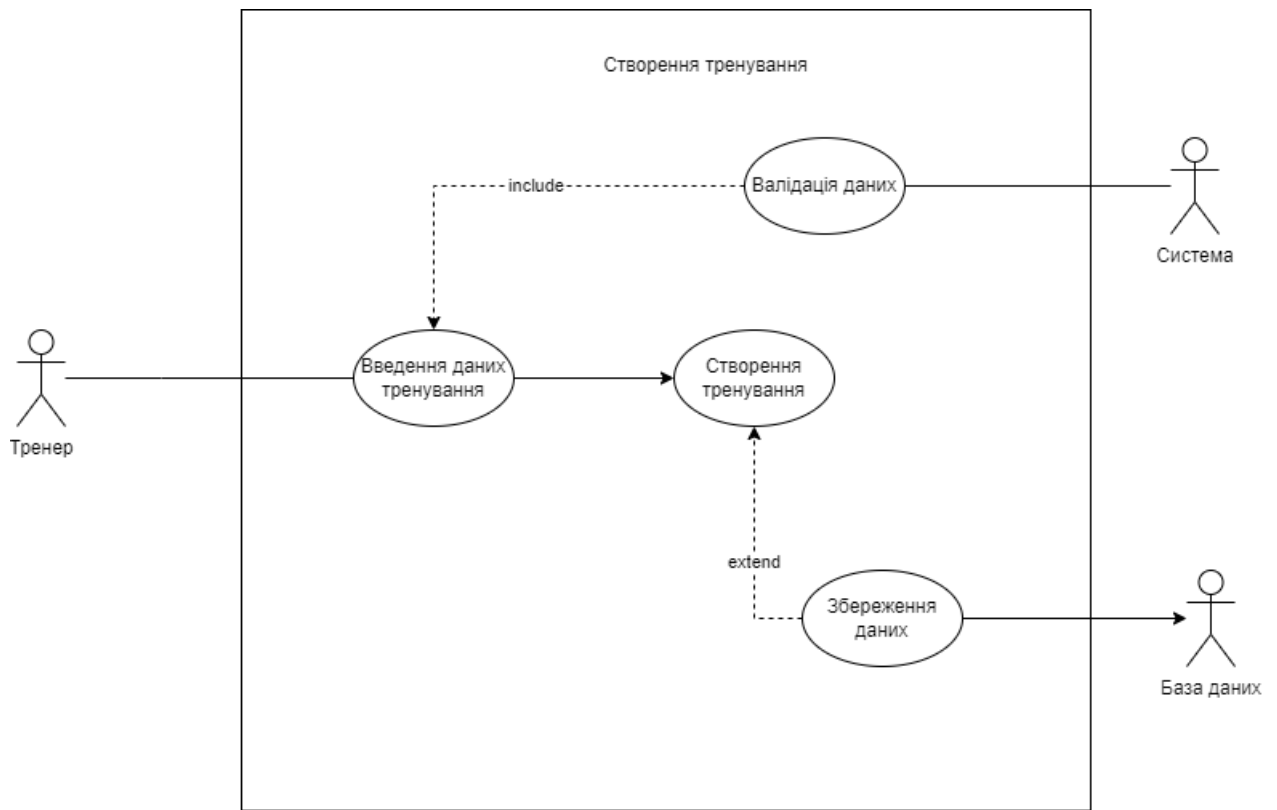 Створення тренування
Валідація даних
include
Система
Введення даних
тренування
Створення
тренування
Тренер
extend
Збереження
даних
База даних